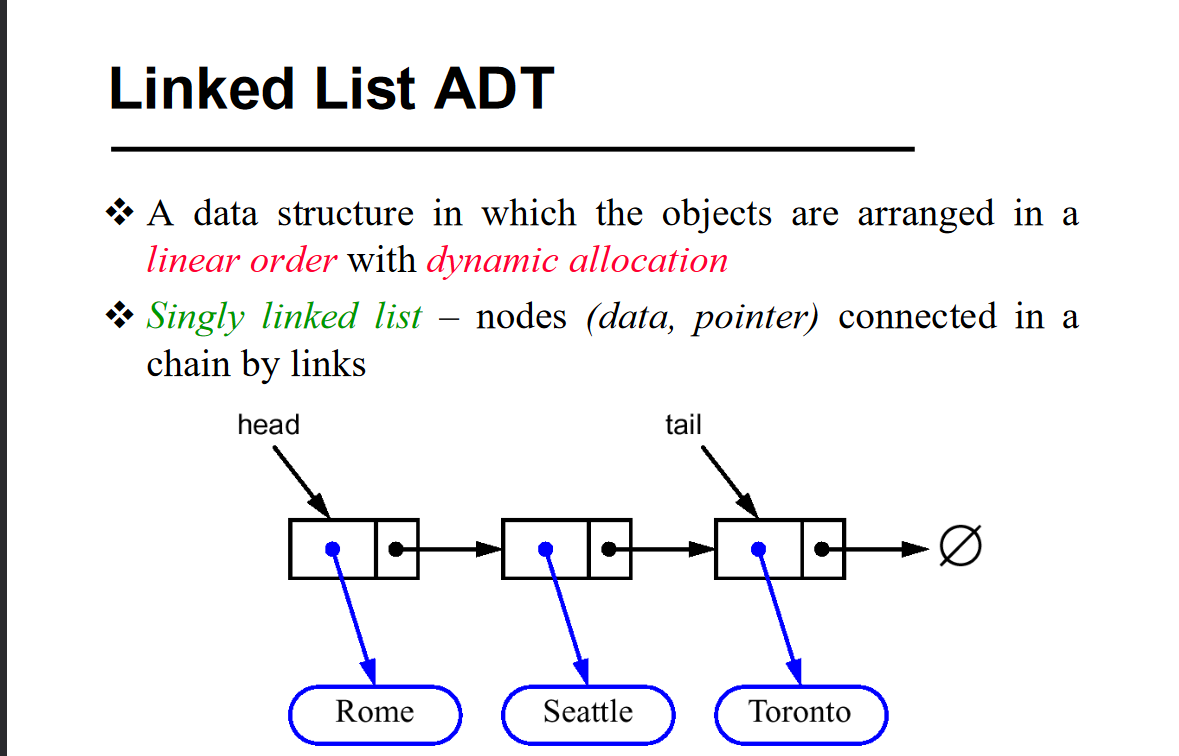 Linked List ADT
❖ A data structure in which the objects are arranged in a
linear order with dynamic allocation
❖ Singly linked list – nodes (data, pointer) connected in a
chain by links
head tail
∅
Rome Seattle Toronto